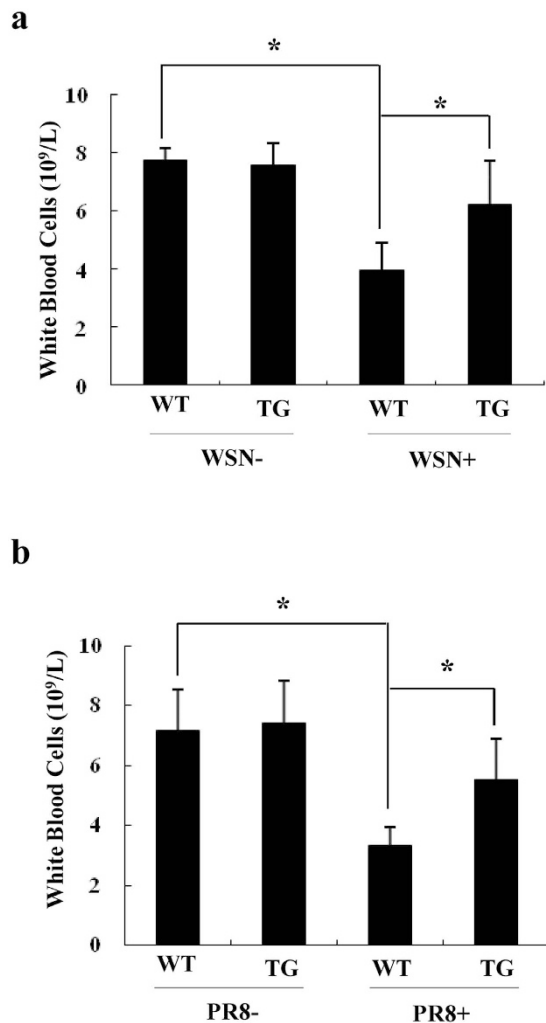 a
*
*
10
8
6
4
2
0
White Blood Cells (10⁹/L)
WT TG WT TG
WSN- WSN+
b
*
*
10
8
6
4
2
0
White Blood Cells (10⁹/L)
WT TG WT TG
PR8- PR8+